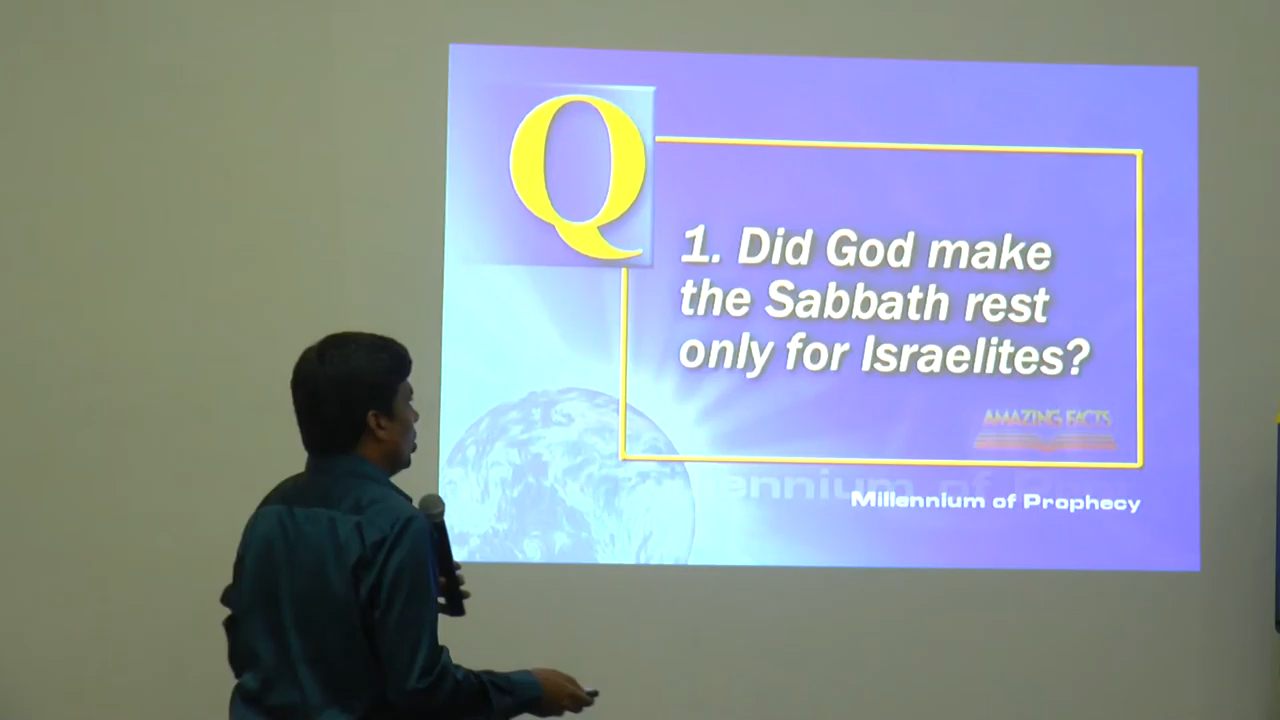 Q
1. Did God make
the Sabbath rest
only for Israelites?
AMAZING FACTS
Millennium of Prophecy